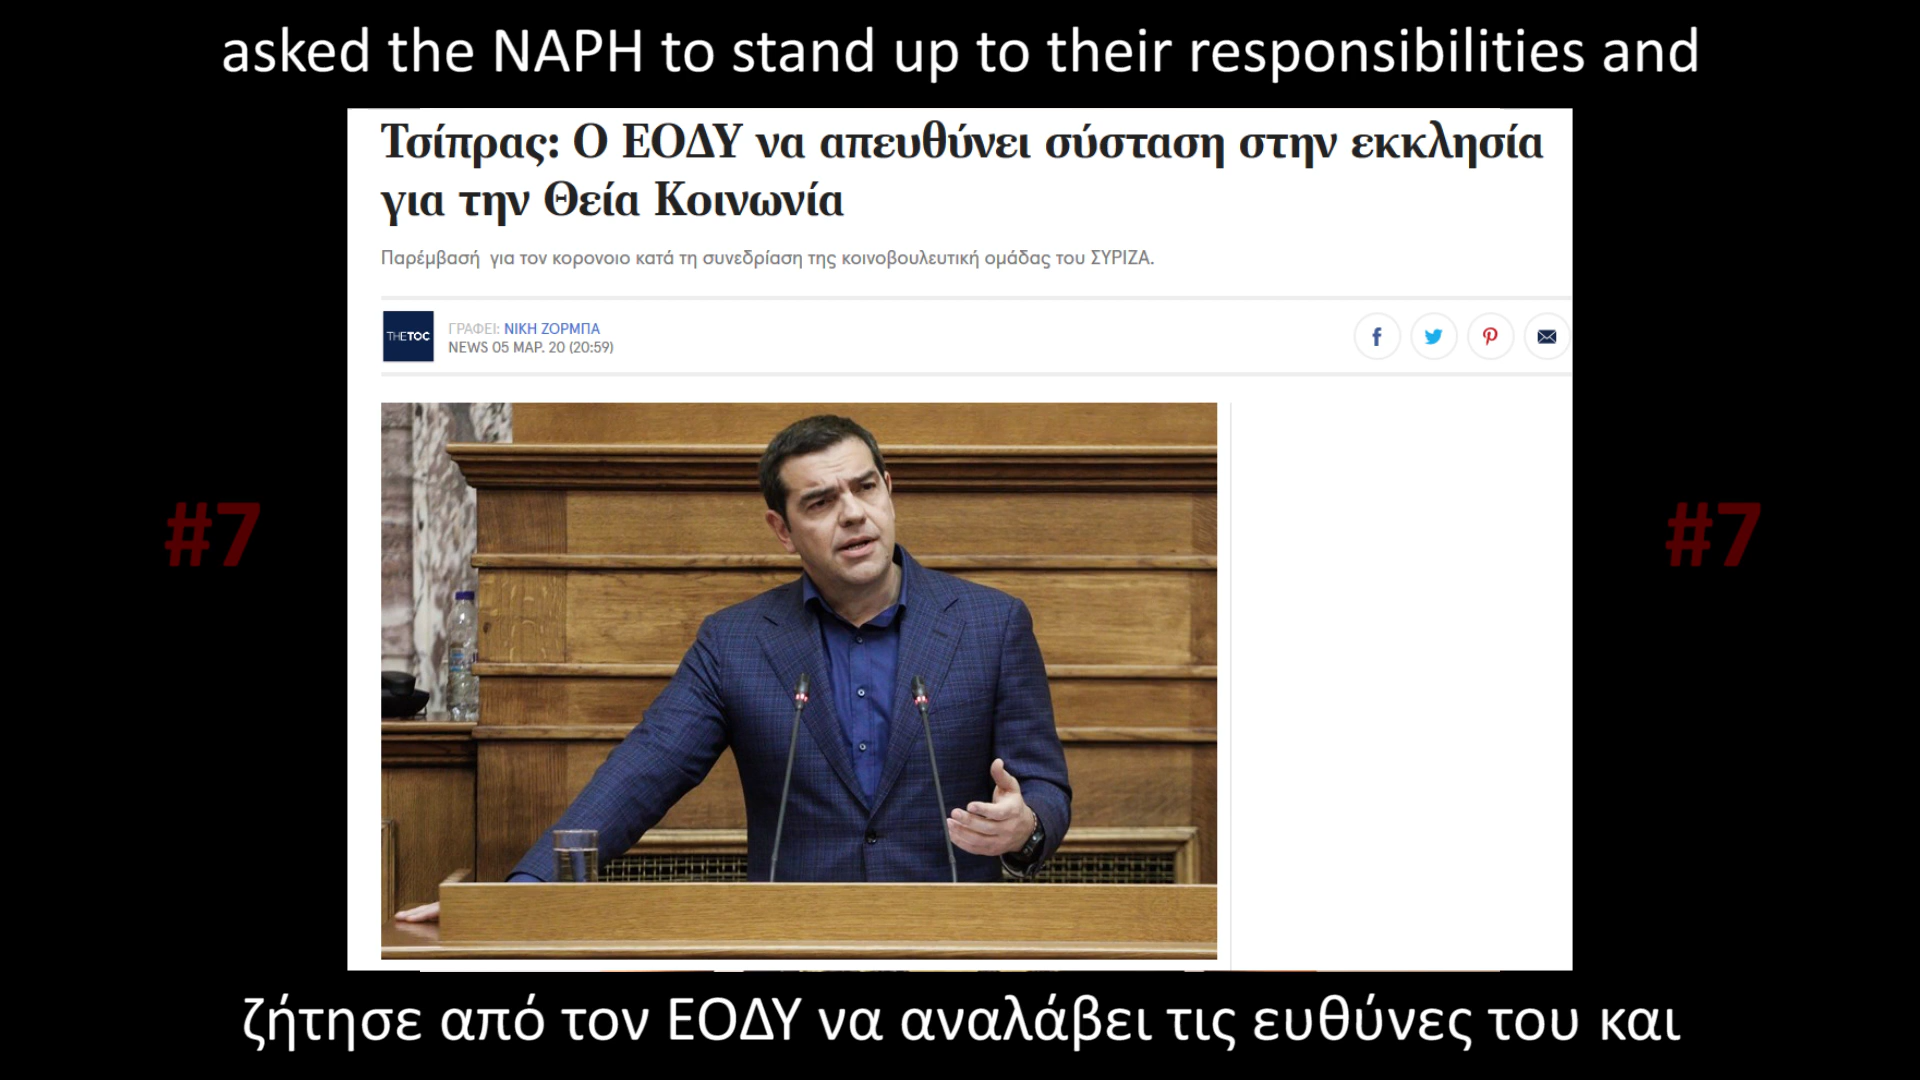 asked the NAPH to stand up to their responsibilities and
Τσίπρας: Ο ΕΟΔΥ να απευθύνει σύσταση στην εκκλησία
για την Θεία Κοινωνία
Παρέμβασή για τον κορονοιο κατά τη συνεδρίαση της κοινοβουλευτική ομάδας του ΣΥΡΙΖΑ.
THETOC
ΓΡΑΦΕΙ: ΝΙΚΗ ΖΟΡΜΠΑ
NEWS 05 ΜΑΡ. 20 (20:59)
#7
#7
ζήτησε από τον ΕΟΔΥ να αναλάβει τις ευθύνες του και